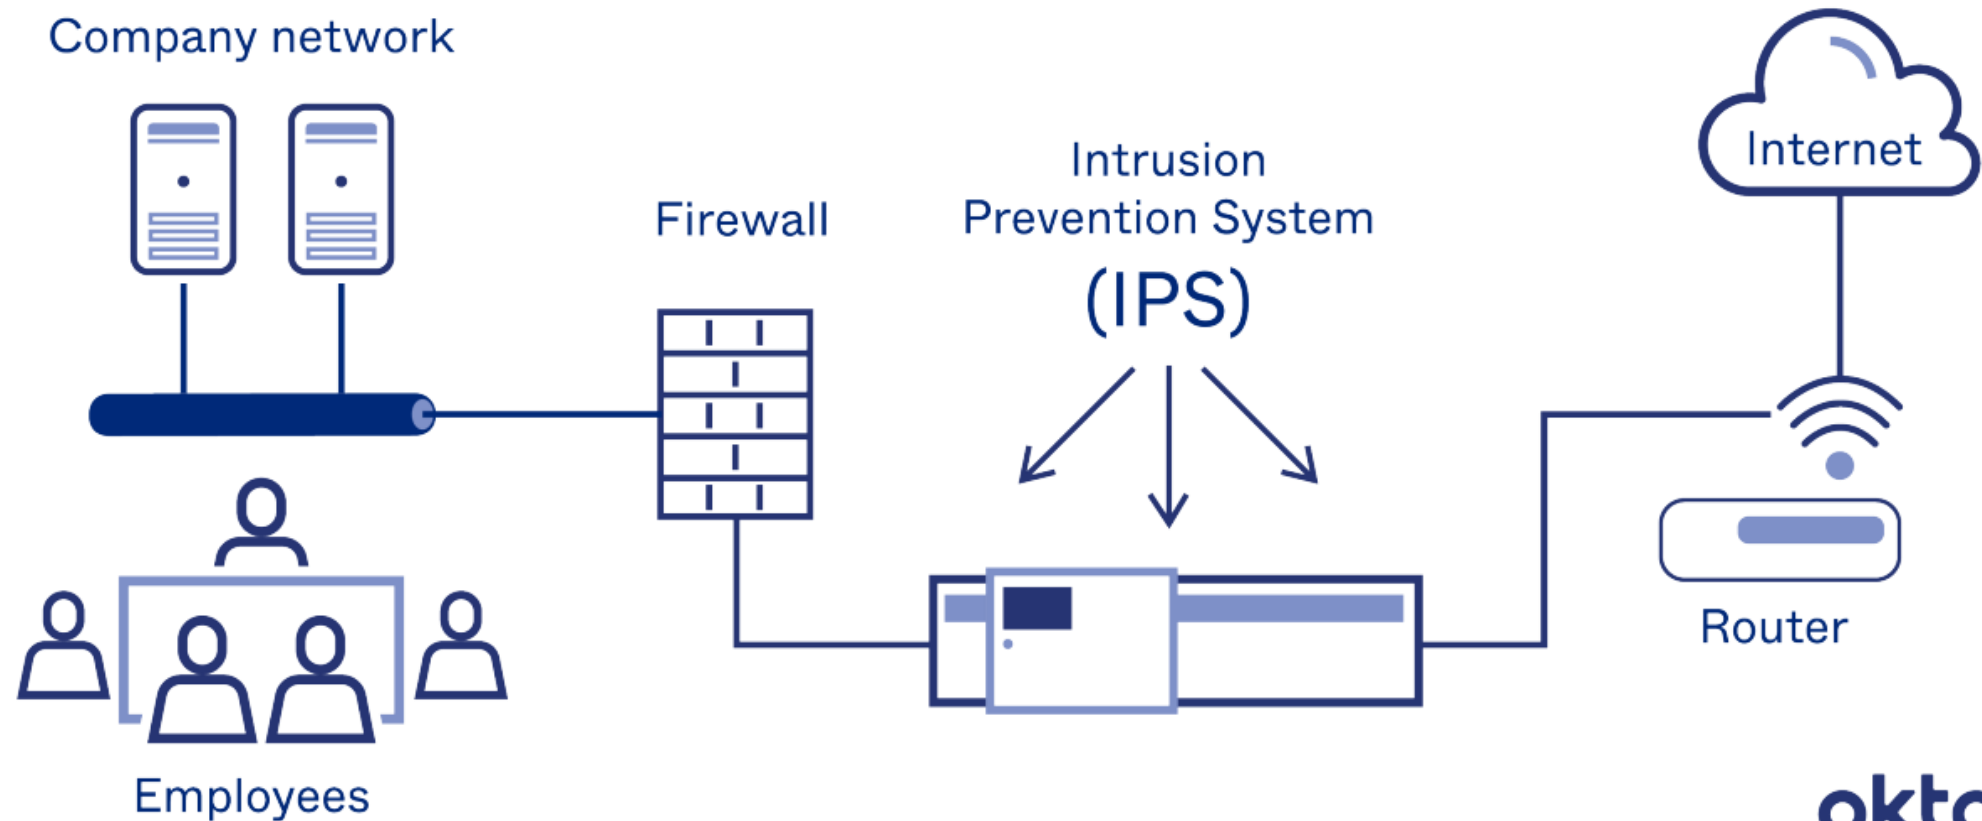 Company network
Firewall
Intrusion
Prevention System
(IPS)
Internet
Router
Employees